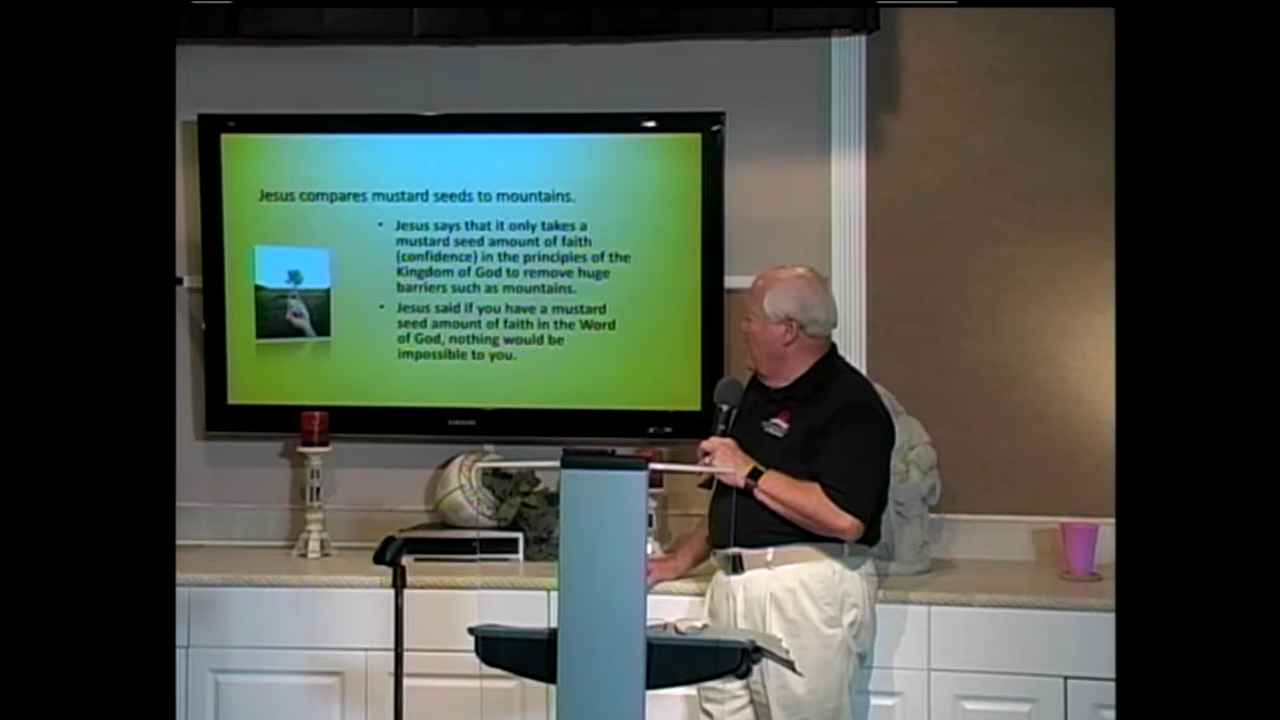 Jesus compares mustard seeds to mountains.
• Jesus says that it only takes a
mustard seed amount of faith
(confidence) in the principles of the
Kingdom of God to remove huge
barriers such as mountains.
• Jesus said if you have a mustard
seed amount of faith in the Word
of God, nothing would be
impossible to you.
SAMSUNG